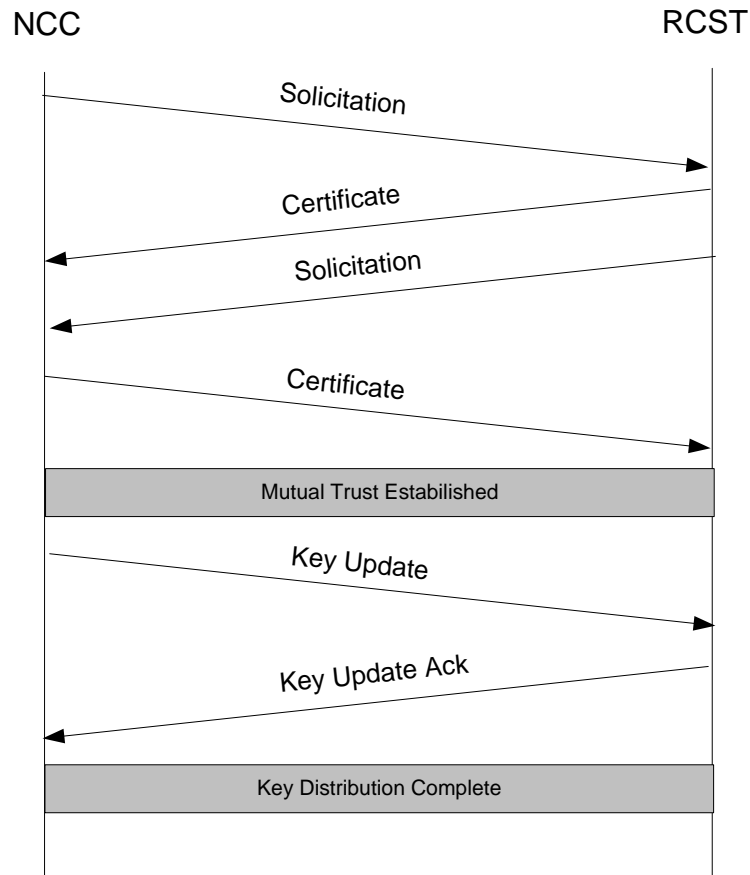 NCC
RCST
Solicitation
Certificate
Solicitation
Certificate
Mutual Trust Estabilished
Key Update
Key Update Ack
Key Distribution Complete